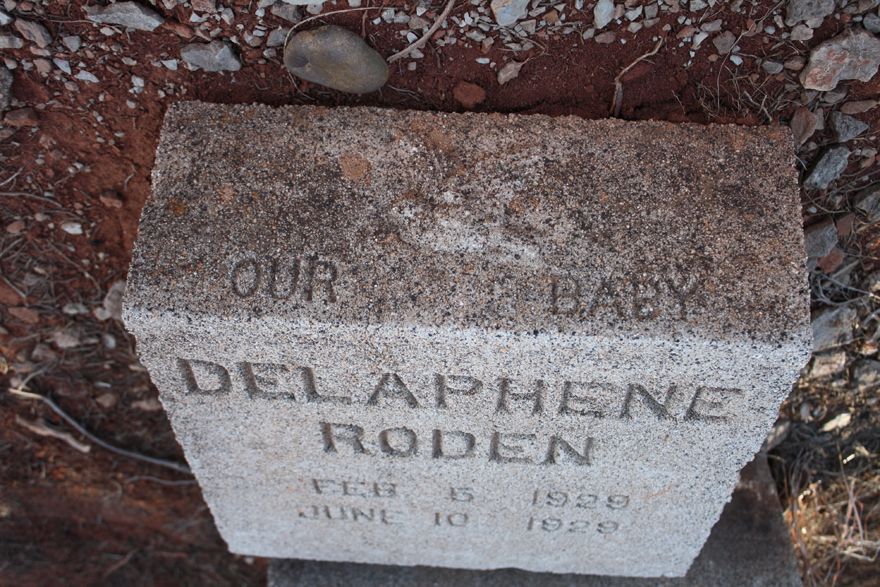 OUR BABY
DELAPHENE
RODEN
FEB 5 1929
JUNE 10 1929